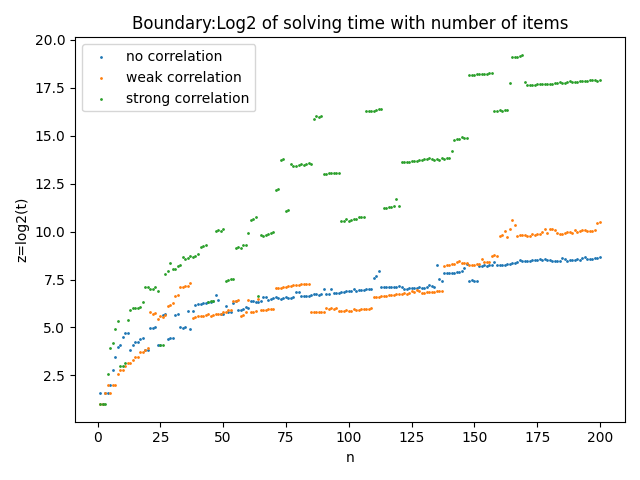 Boundary:Log2 of solving time with number of items
no correlation
weak correlation
strong correlation
z=log2(t)
20.0
17.5
15.0
12.5
10.0
7.5
5.0
2.5
0 25 50 75 100 125 150 175 200
n